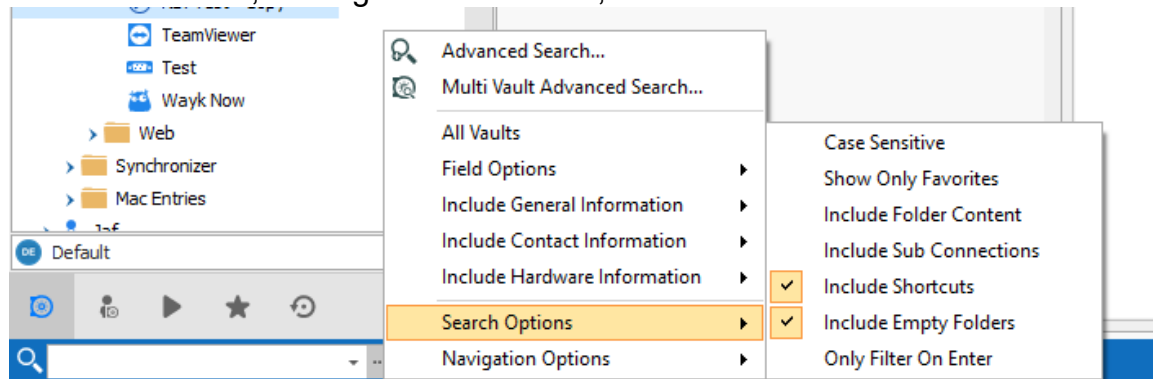 TeamViewer
Test
Wayk Now
Web
Synchronizer
Mac Entries
DE Default
Advanced Search...
Multi Vault Advanced Search...
All Vaults
Field Options
Include General Information
Include Contact Information
Include Hardware Information
Search Options
Navigation Options
Case Sensitive
Show Only Favorites
Include Folder Content
Include Sub Connections
Include Shortcuts
Include Empty Folders
Only Filter On Enter